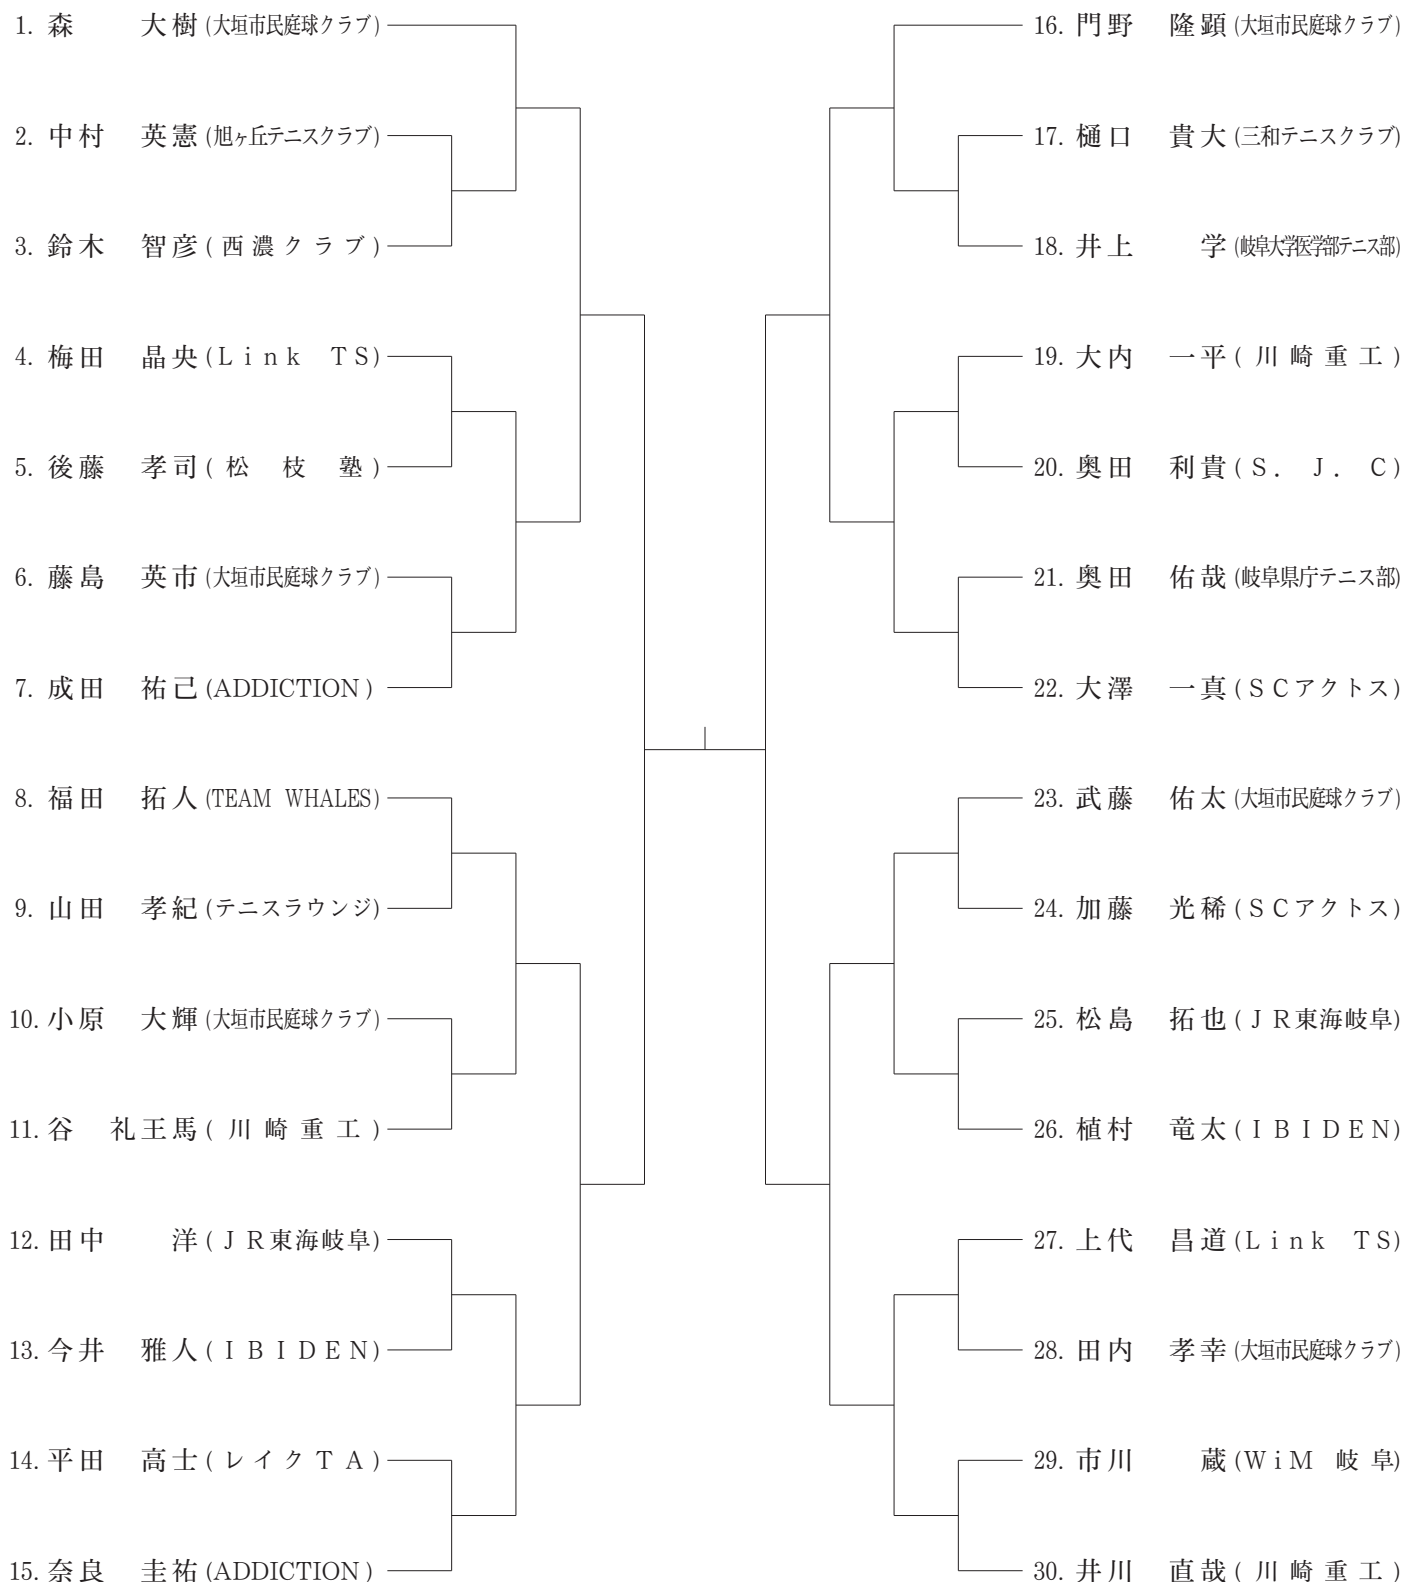 1. 森　大樹 (大垣市民庭球クラブ)
2. 中村　英憲 (旭ヶ丘テニスクラブ)
3. 鈴木　智彦 (西濃クラブ)
4. 梅田　晶央 (Link TS)
5. 後藤　孝司 (松枝塾)
6. 藤島　英市 (大垣市民庭球クラブ)
7. 成田　祐己 (ADDICTION)
8. 福田　拓人 (TEAM WHALES)
9. 山田　孝紀 (テニスラウンジ)
10. 小原　大輝 (大垣市民庭球クラブ)
11. 谷　礼王馬 (川崎重工)
12. 田中　洋 (JR東海岐阜)
13. 今井　雅人 (IBIDEN)
14. 平田　高士 (レイクTA)
15. 奈良　圭祐 (ADDICTION)
16. 門野　隆顕 (大垣市民庭球クラブ)
17. 樋口　貴大 (三和テニスクラブ)
18. 井上　学 (岐阜大学医学部テニス部)
19. 大内　一平 (川崎重工)
20. 奥田　利貴 (S. J. C)
21. 奥田　佑哉 (岐阜県庁テニス部)
22. 大澤　一真 (SCアクトス)
23. 武藤　佑太 (大垣市民庭球クラブ)
24. 加藤　光稀 (SCアクトス)
25. 松島　拓也 (JR東海岐阜)
26. 植村　竜太 (IBIDEN)
27. 上代　昌道 (Link TS)
28. 田内　孝幸 (大垣市民庭球クラブ)
29. 市川　蔵 (WiM 岐阜)
30. 井川　直哉 (川崎重工)